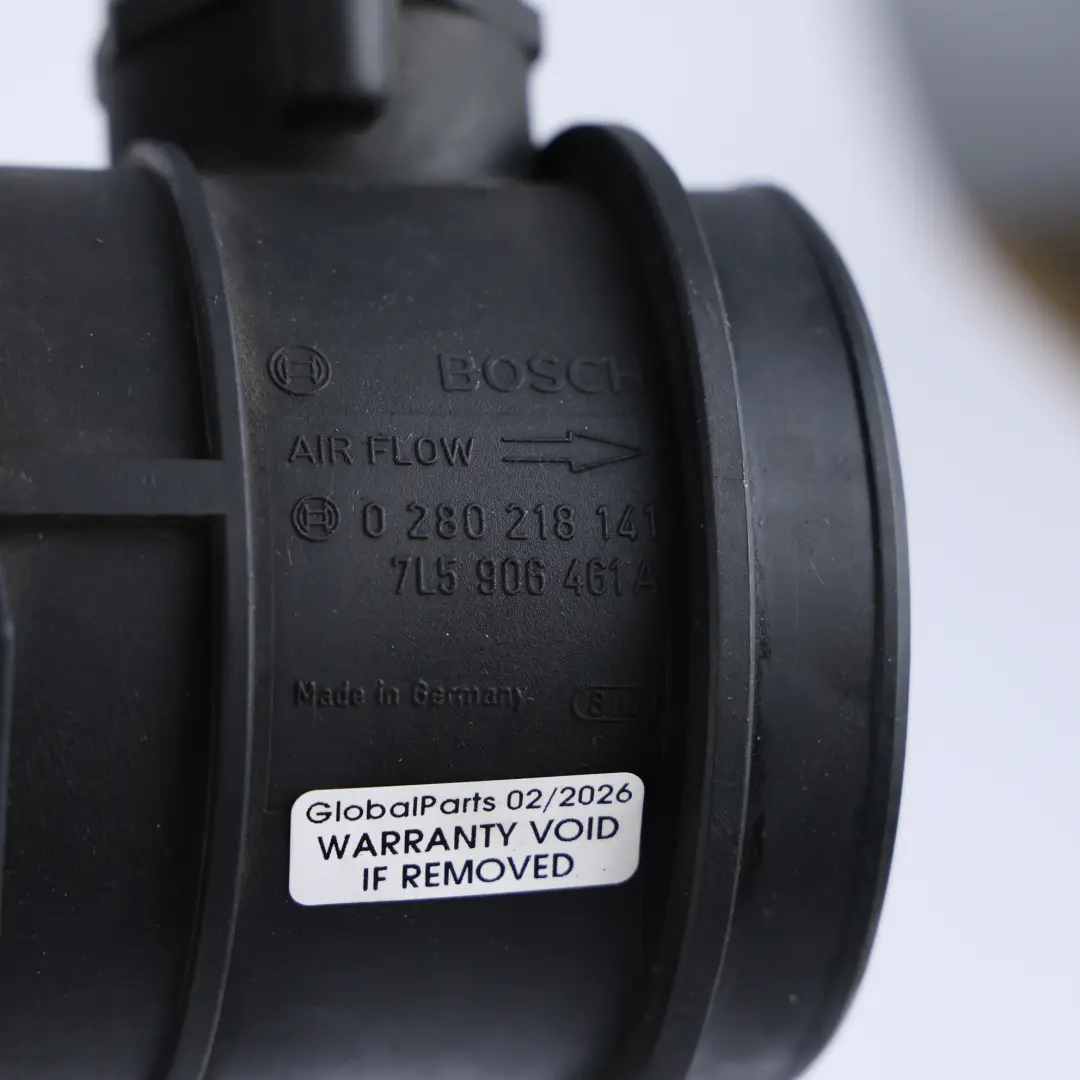 BOSCH
AIR FLOW
0 280 218 141
7L5 906 461 A
Made in Germany
GlobalParts 02/2026
WARRANTY VOID
IF REMOVED